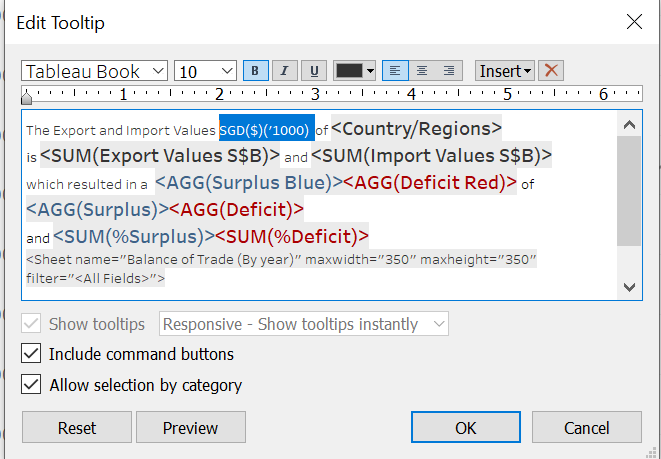 Edit Tooltip
Tableau Book 10 B I U Insert
1 2 3 4 5 6
The Export and Import Values SGD($)('1000) of <Country/Regions>
is <SUM(Export Values S$B)> and <SUM(Import Values S$B)>
which resulted in a <AGG(Surplus Blue)><AGG(Deficit Red)> of
<AGG(Surplus)><AGG(Deficit)>
and <SUM(%Surplus)><SUM(%Deficit)>
<Sheet name="Balance of Trade (By year)" maxwidth="350" maxheight="350"
filter="<All Fields>">
Show tooltips Responsive - Show tooltips instantly
Include command buttons
Allow selection by category
Reset Preview OK Cancel